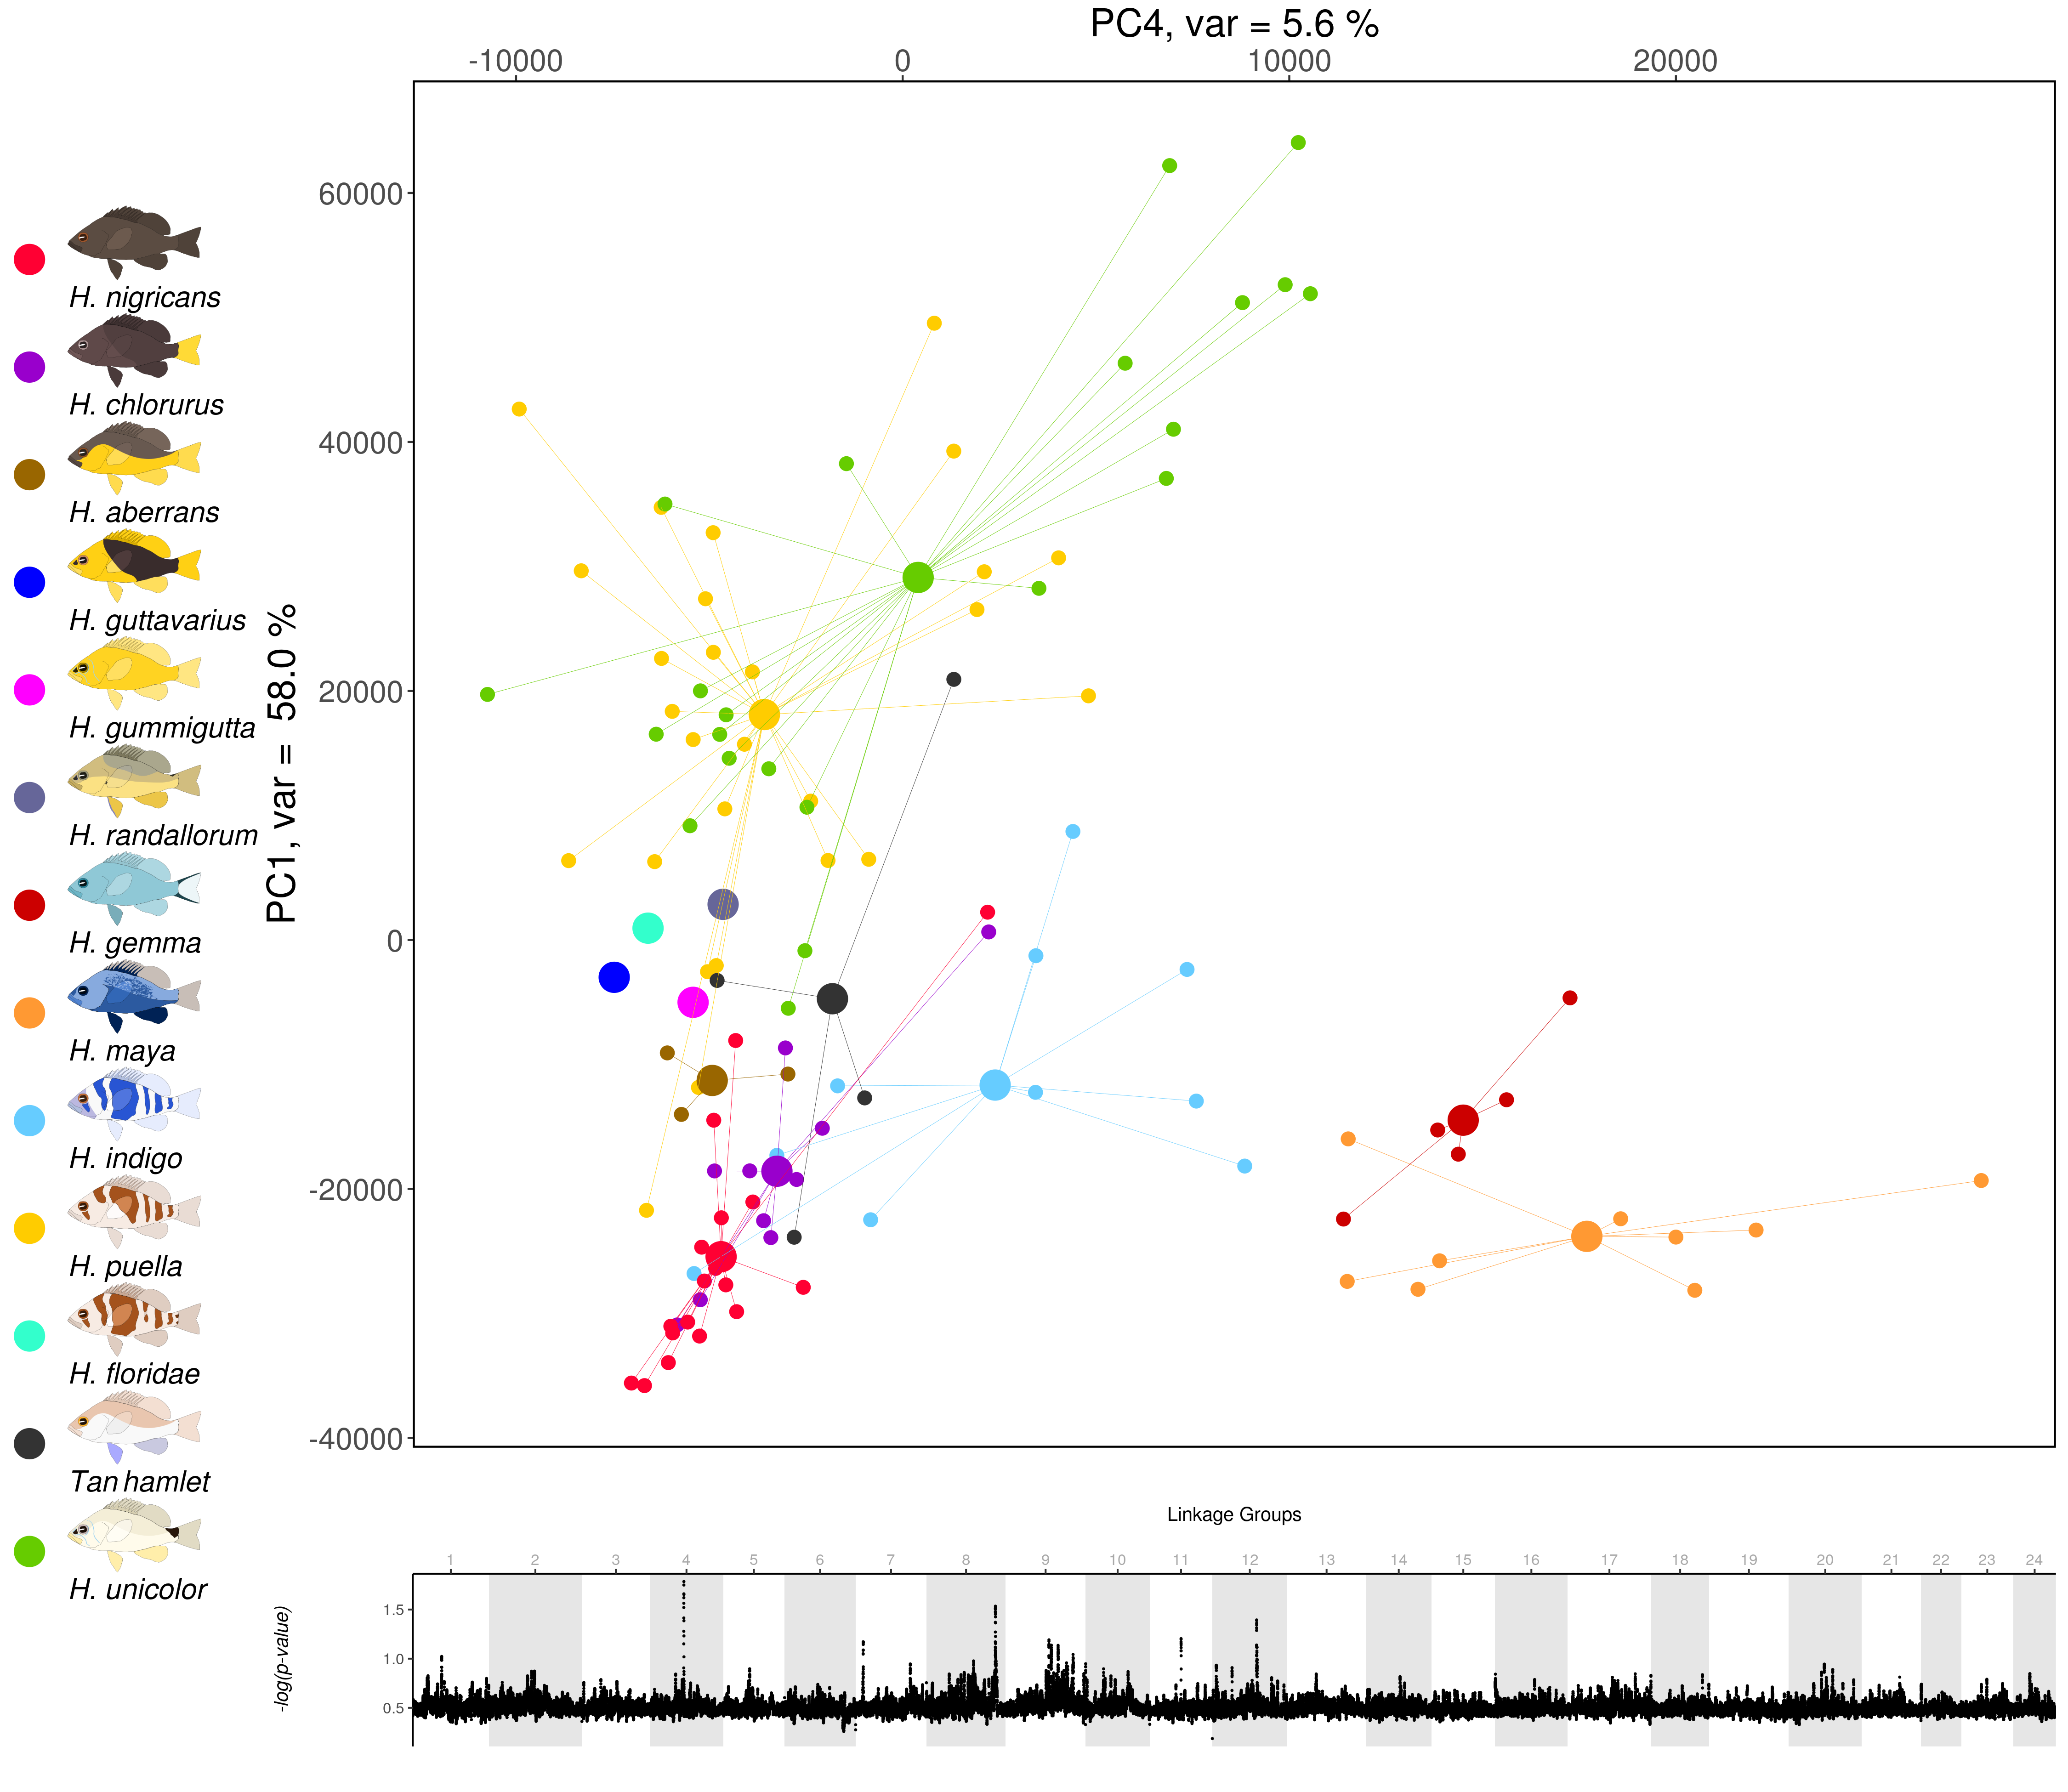 PC4, var = 5.6 %
-10000 0 10000 20000
60000
40000
20000
0
-20000
-40000
PC1, var = 58.0 %
H. nigricans
H. chlorurus
H. aberrans
H. guttavarius
H. gummigutta
H. randallorum
H. gemma
H. maya
H. indigo
H. puella
H. floridae
Tan hamlet
H. unicolor
Linkage Groups
1 2 3 4 5 6 7 8 9 10 11 12 13 14 15 16 17 18 19 20 21 22 23 24
1.5
1.0
0.5
-log(p-value)